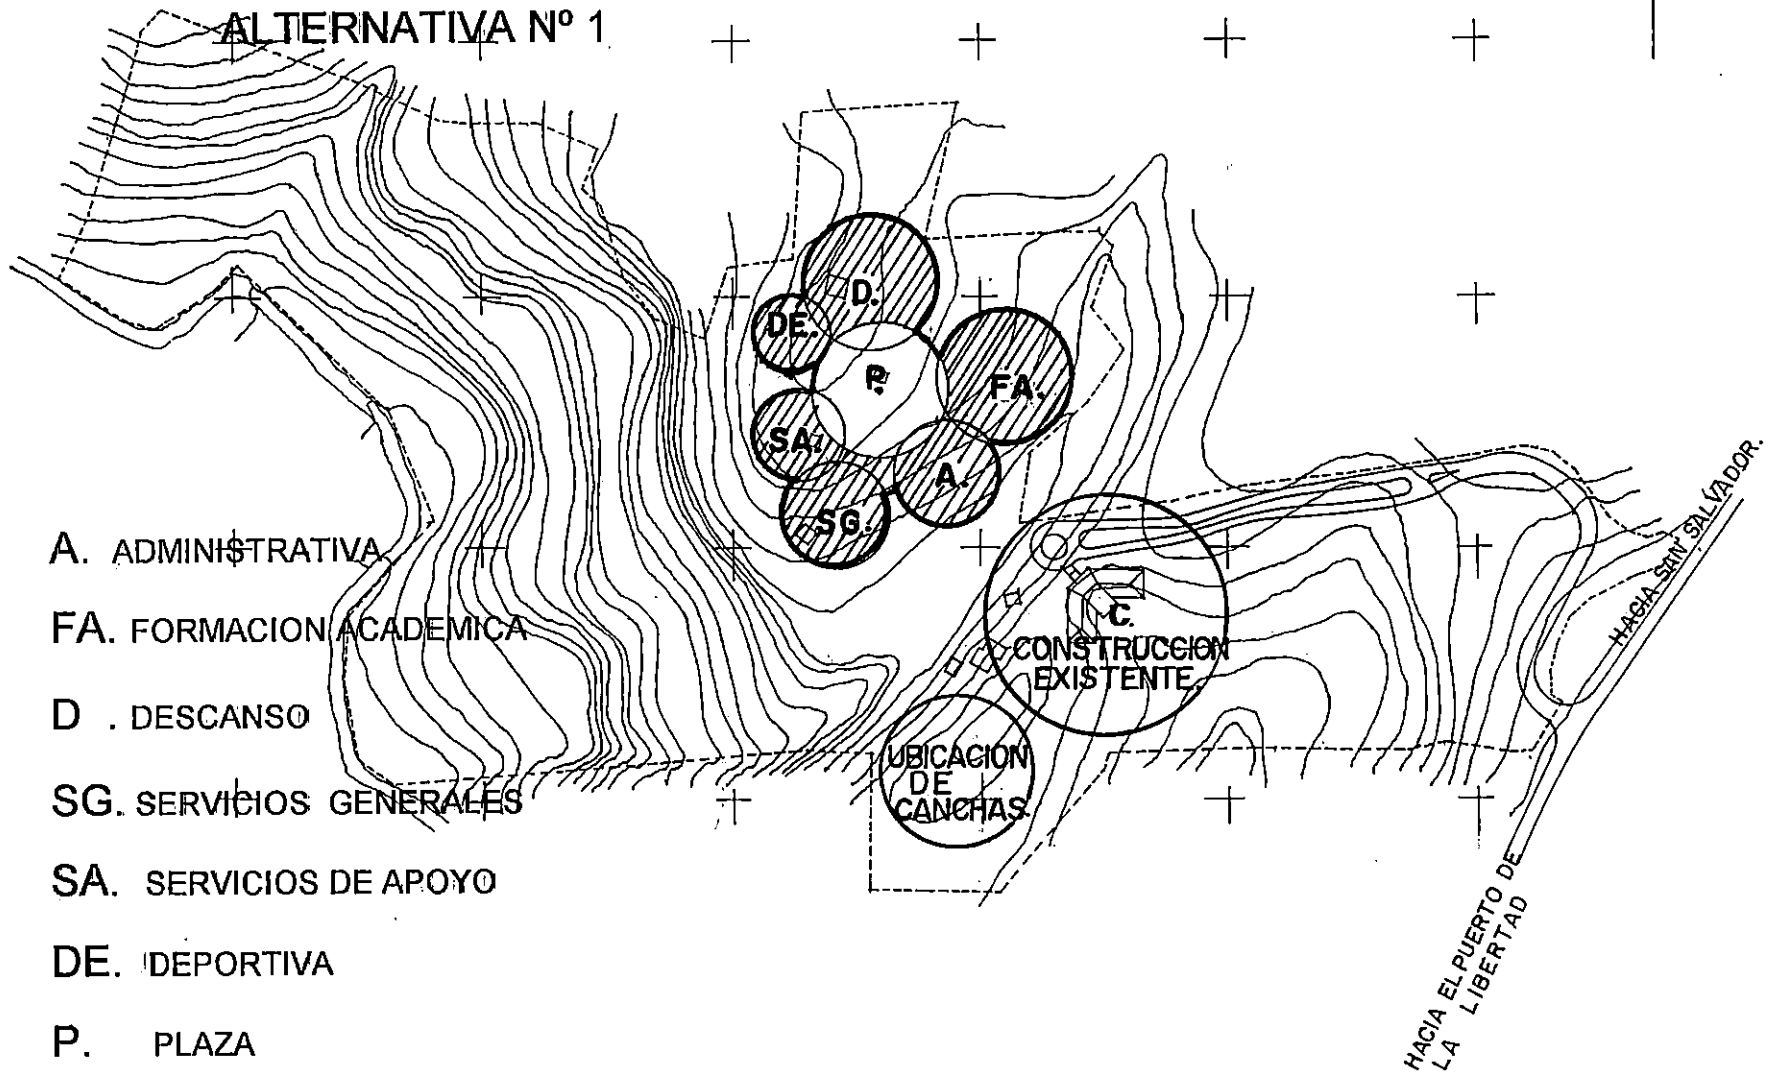 ALTERNATIVA Nº 1
D.
DE.
P.
FA.
SA.
A.
SG.
C.
CONSTRUCCION
EXISTENTE.
UBICACION
DE
CANCHAS.
HACIA SAN SALVADOR.
HACIA EL PUERTO DE
LA LIBERTAD
A. ADMINISTRATIVA
FA. FORMACION ACADEMICA
D . DESCANSO
SG. SERVICIOS GENERALES
SA. SERVICIOS DE APOYO
DE. DEPORTIVA
P. PLAZA